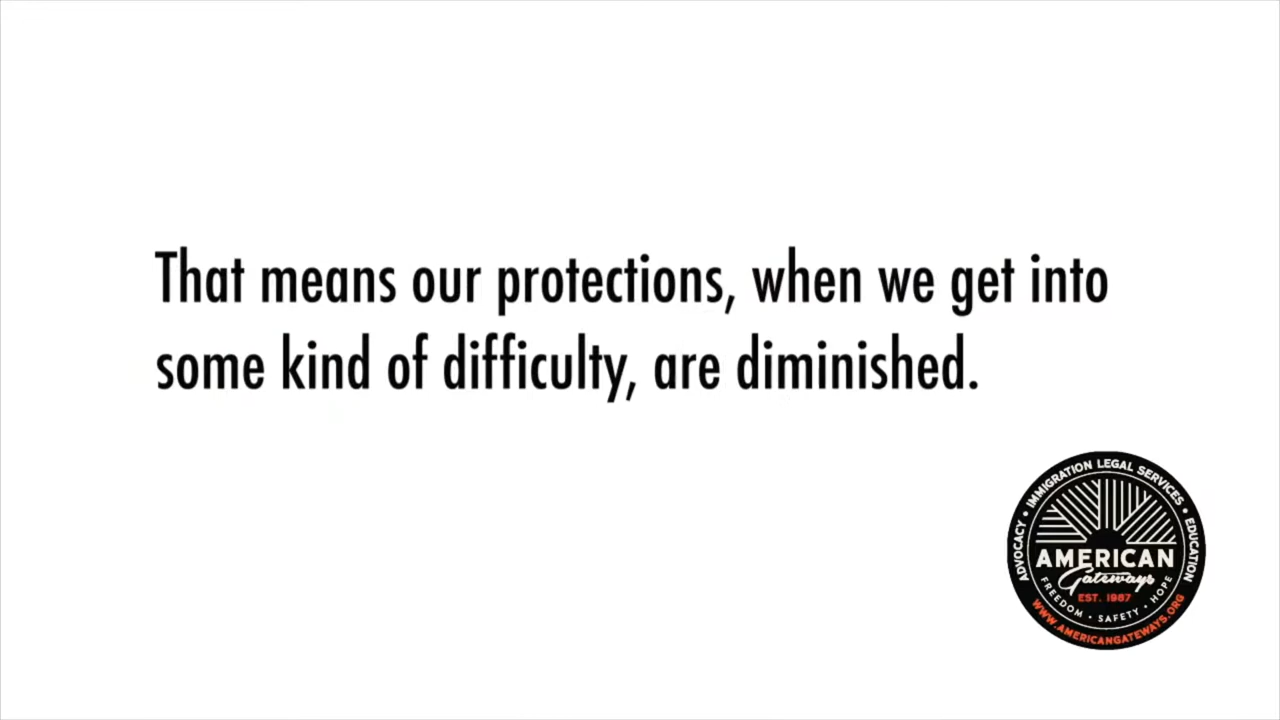 That means our protections, when we get into
some kind of difficulty, are diminished.
ADVOCACY • IMMIGRATION LEGAL SERVICES • EDUCATION
AMERICAN
Gateways
EST. 1987
FREEDOM • SAFETY • HOPE
WWW.AMERICANGATEWAYS.ORG